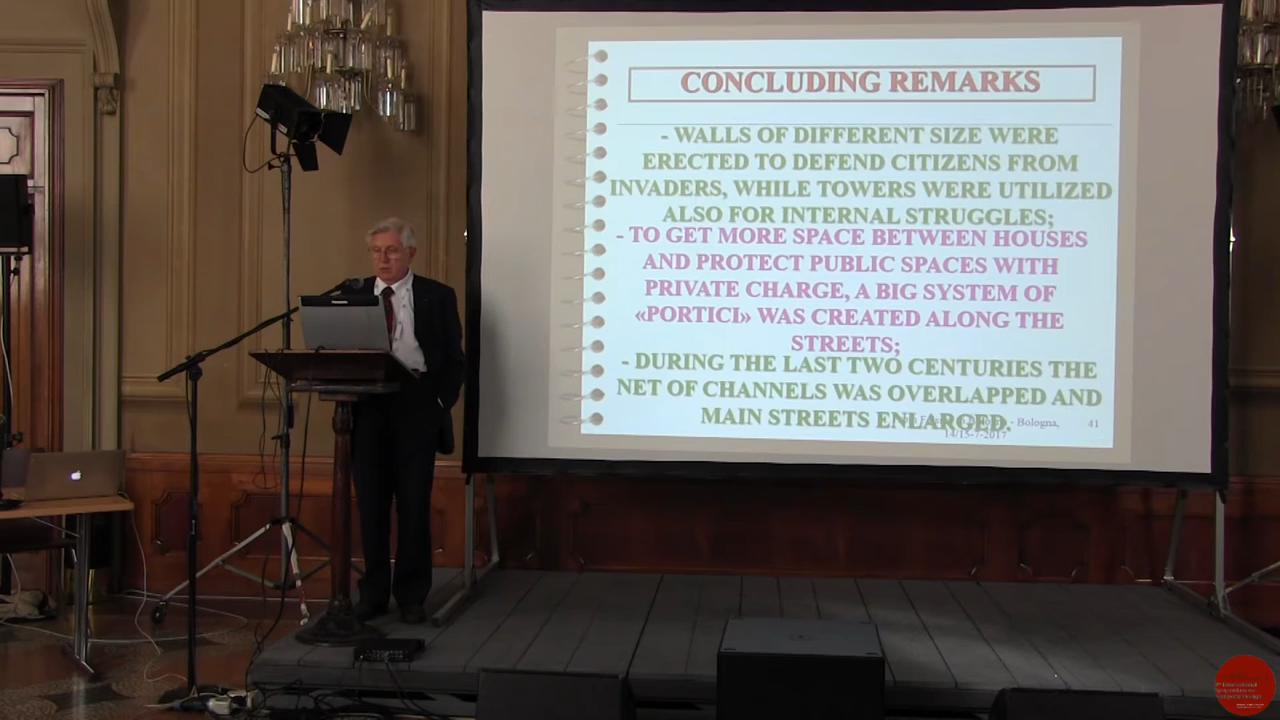 CONCLUDING REMARKS
- WALLS OF DIFFERENT SIZE WERE
ERECTED TO DEFEND CITIZENS FROM
INVADERS, WHILE TOWERS WERE UTILIZED
ALSO FOR INTERNAL STRUGGLES;
- TO GET MORE SPACE BETWEEN HOUSES
AND PROTECT PUBLIC SPACES WITH
PRIVATE CHARGE, A BIG SYSTEM OF
«PORTICI» WAS CREATED ALONG THE
STREETS;
- DURING THE LAST TWO CENTURIES THE
NET OF CHANNELS WAS OVERLAPPED AND
MAIN STREETS ENLARGED.
- Bologna,
14/15-7-2017
41
International